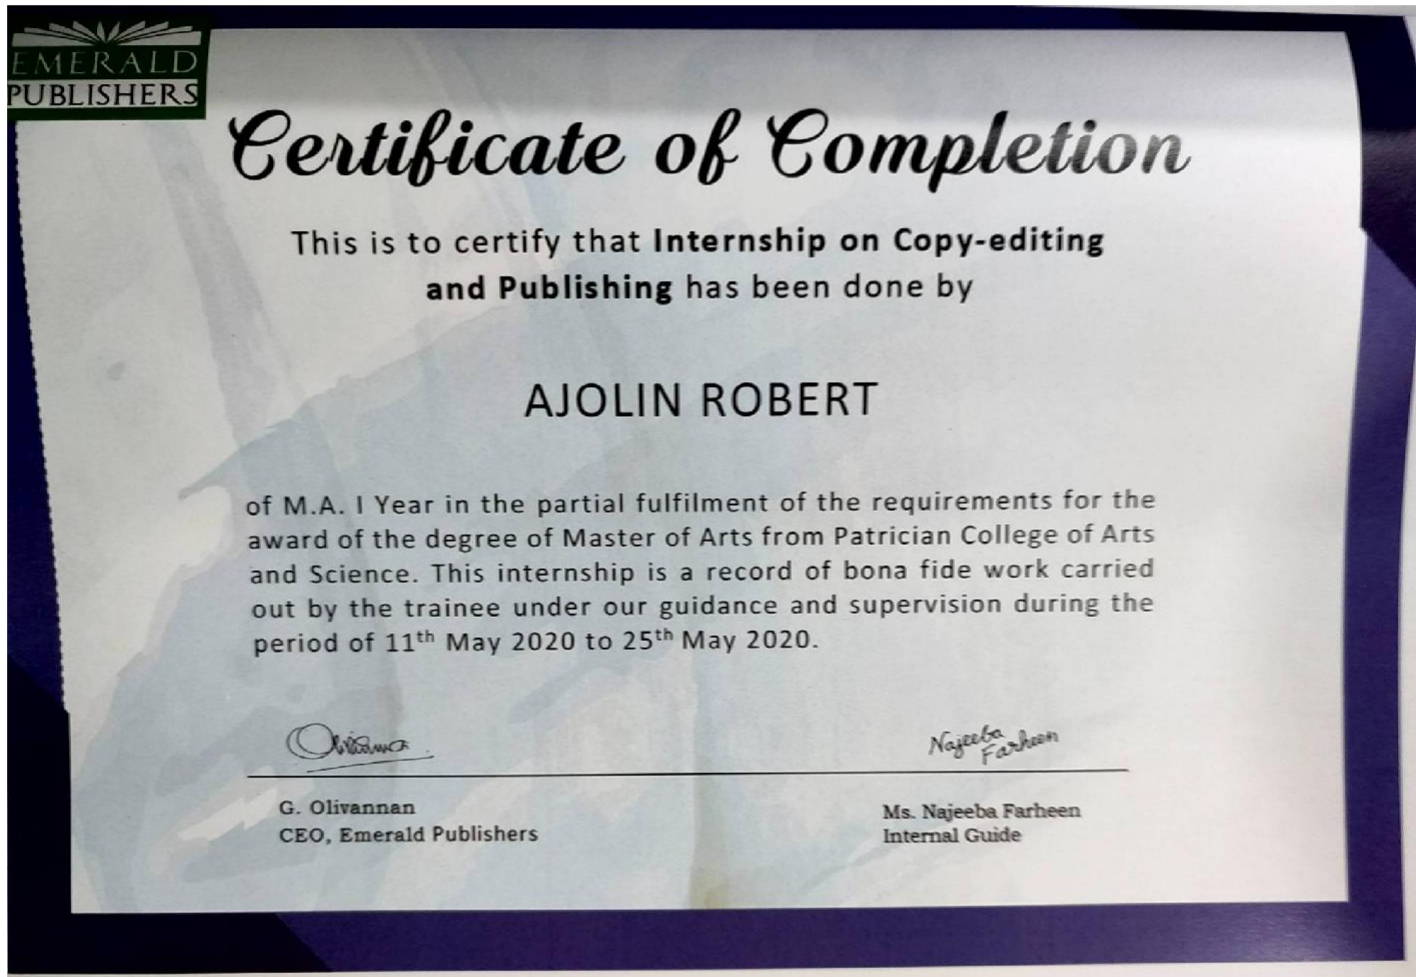 EMERALD
PUBLISHERS
Certificate of Completion
This is to certify that Internship on Copy-editing
and Publishing has been done by
AJOLIN ROBERT
of M.A. I Year in the partial fulfilment of the requirements for the
award of the degree of Master of Arts from Patrician College of Arts
and Science. This internship is a record of bona fide work carried
out by the trainee under our guidance and supervision during the
period of 11th May 2020 to 25th May 2020.
Najeeba
Farheen
G. Olivannan
CEO, Emerald Publishers
Ms. Najeeba Farheen
Internal Guide